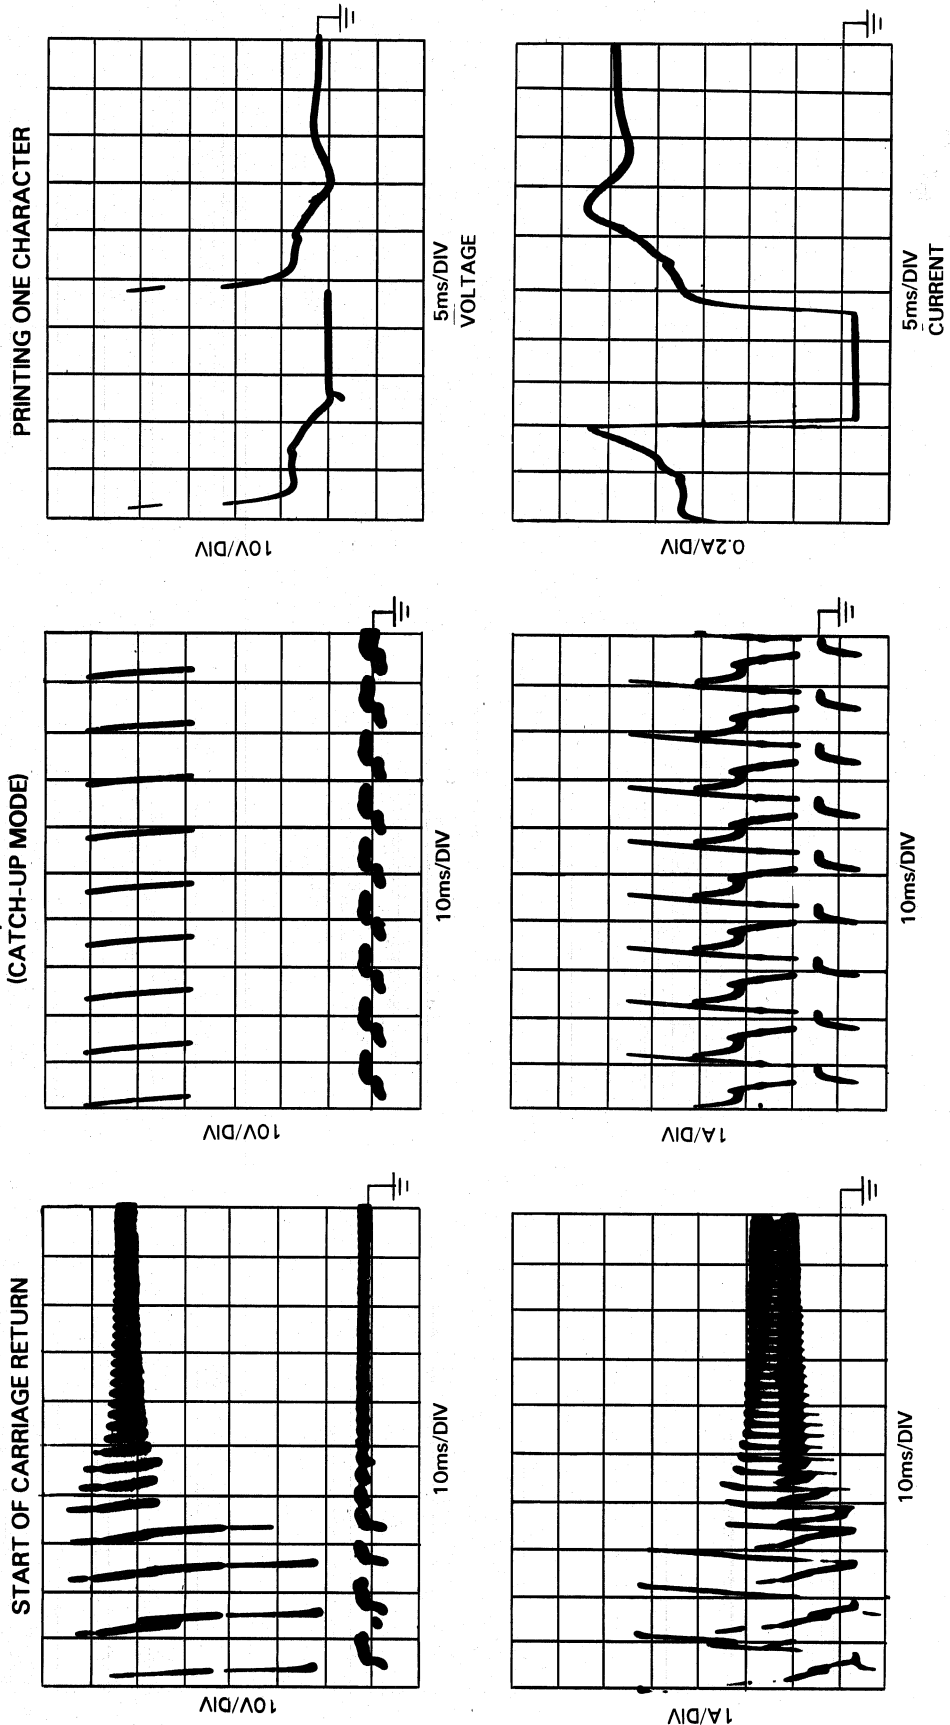 START OF CARRIAGE RETURN
10V/DIV
10ms/DIV
1A/DIV
10ms/DIV
(CATCH-UP MODE)
10V/DIV
10ms/DIV
1A/DIV
10ms/DIV
PRINTING ONE CHARACTER
10V/DIV
5ms/DIV
VOLTAGE
0.2A/DIV
5ms/DIV
CURRENT